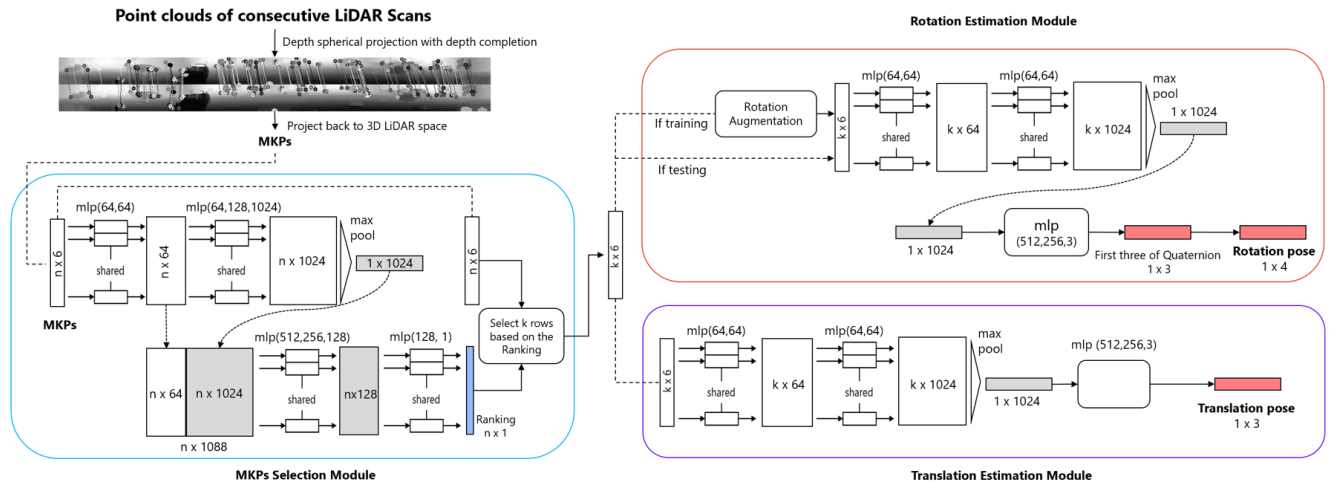 Point clouds of consecutive LiDAR Scans
Depth spherical projection with depth completion
Project back to 3D LiDAR space
MKPs
n x 6
MKPs
mlp(64,64)
shared
n x 64
mlp(64,128,1024)
shared
n x 1024
max
pool
1 x 1024
n x 6
n x 64
n x 1024
n x 1088
mlp(512,256,128)
shared
nx128
mlp(128, 1)
shared
Ranking
n x 1
Select k rows
based on the
Ranking
MKPs Selection Module
k x 6
Rotation Estimation Module
If training
Rotation
Augmentation
If testing
k x 6
mlp(64,64)
shared
k x 64
mlp(64,64)
shared
k x 1024
max
pool
1 x 1024
1 x 1024
mlp
(512,256,3)
First three of Quaternion
1 x 3
Rotation pose
1 x 4
k x 6
mlp(64,64)
shared
k x 64
mlp(64,64)
shared
k x 1024
max
pool
1 x 1024
mlp (512,256,3)
Translation pose
1 x 3
Translation Estimation Module